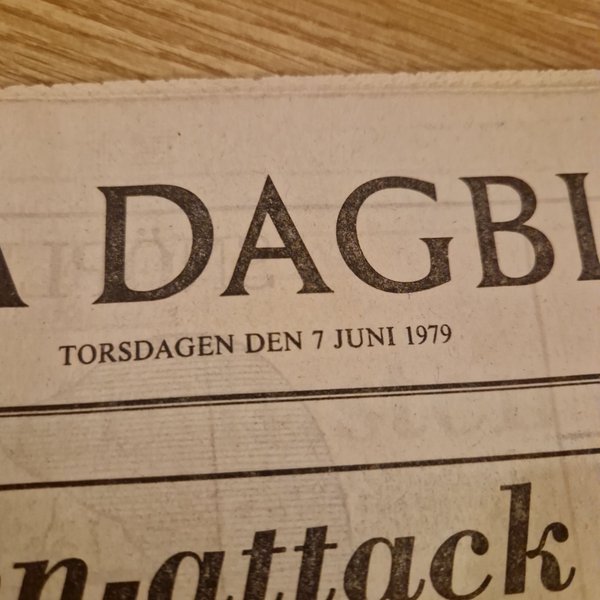 A DAGBL
TORSDAGEN DEN 7 JUNI 1979
n-attack